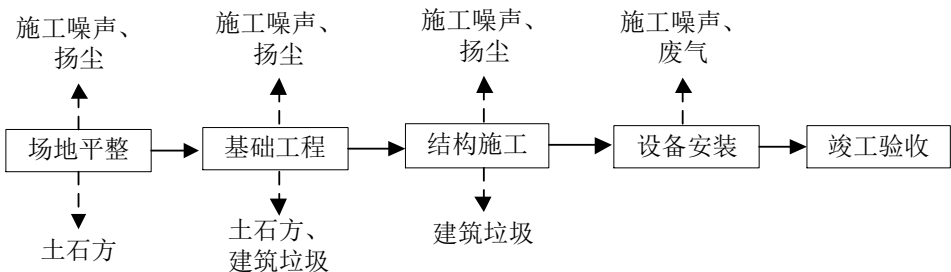 施工噪声、
扬尘
施工噪声、
扬尘
施工噪声、
扬尘
施工噪声、
废气
场地平整
基础工程
结构施工
设备安装
竣工验收
土石方
土石方、
建筑垃圾
建筑垃圾